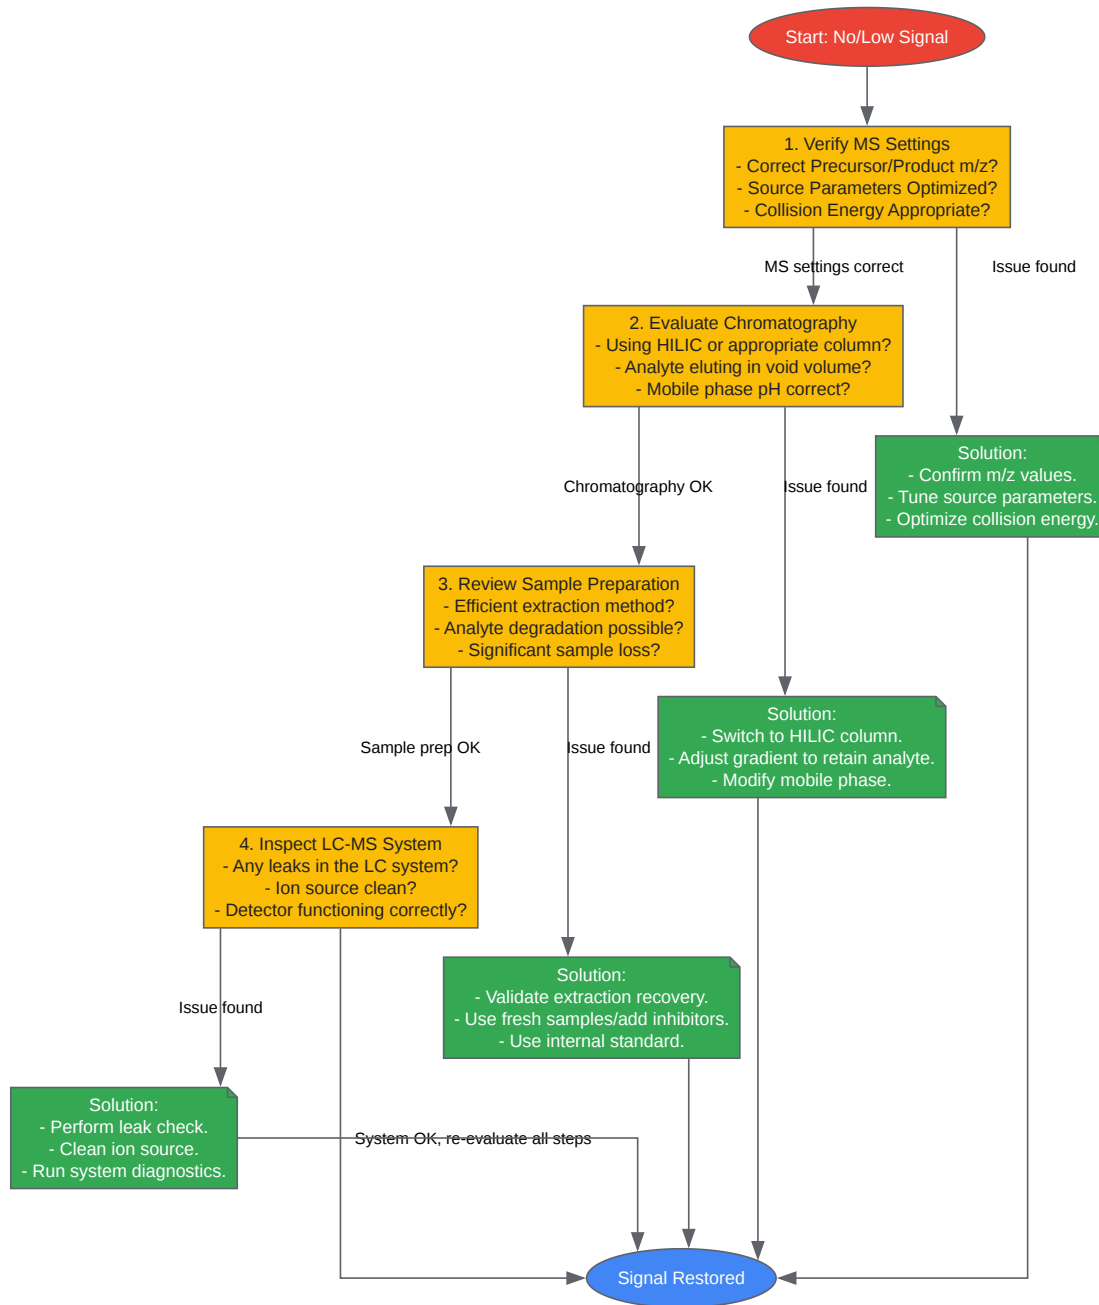 Start: No/Low Signal
1. Verify MS Settings
- Correct Precursor/Product m/z?
- Source Parameters Optimized?
- Collision Energy Appropriate?
MS settings correct
Issue found
2. Evaluate Chromatography
- Using HILIC or appropriate column?
- Analyte eluting in void volume?
- Mobile phase pH correct?
Solution:
- Confirm m/z values.
- Tune source parameters.
- Optimize collision energy.
Chromatography OK
Issue found
3. Review Sample Preparation
- Efficient extraction method?
- Analyte degradation possible?
- Significant sample loss?
Solution:
- Switch to HILIC column.
- Adjust gradient to retain analyte.
- Modify mobile phase.
Sample prep OK
Issue found
4. Inspect LC-MS System
- Any leaks in the LC system?
- Ion source clean?
- Detector functioning correctly?
Solution:
- Validate extraction recovery.
- Use fresh samples/add inhibitors.
- Use internal standard.
Issue found
Solution:
- Perform leak check.
- Clean ion source.
- Run system diagnostics.
System OK, re-evaluate all steps
Signal Restored